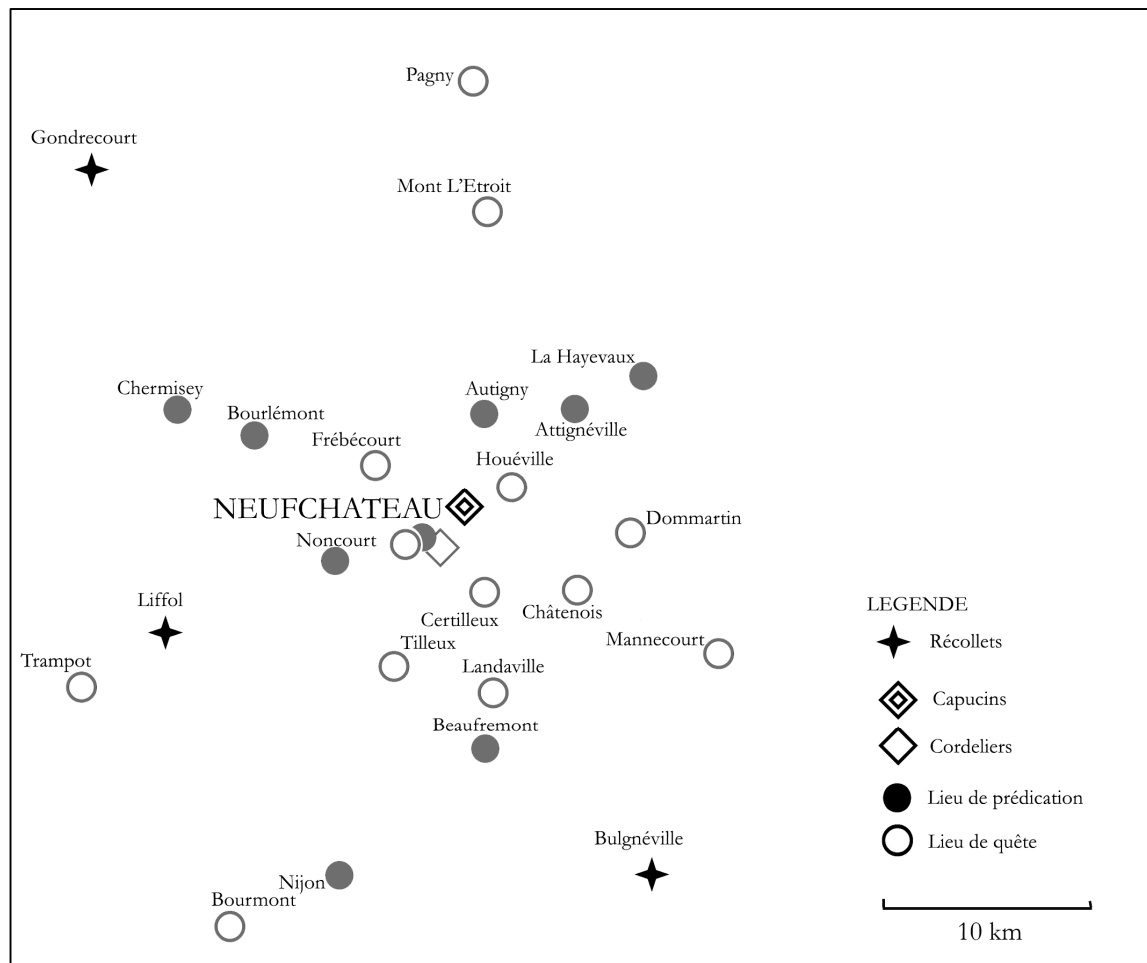 Pagny
Gondrecourt
Mont L'Etroit
La Hayevaux
Chermisey
Autigny
Bourlémont
Attignéville
Frébécourt
Houéville
NEUFCHATEAU
Dommartin
Noncourt
Liffol
Certilleux
Châtenois
LEGENDE
Tilleux
Mannecourt
Récollets
Trampot
Landaville
Capucins
Beaufremont
Cordeliers
Lieu de prédication
Bulgnéville
Lieu de quête
Nijon
Bourmont
10 km